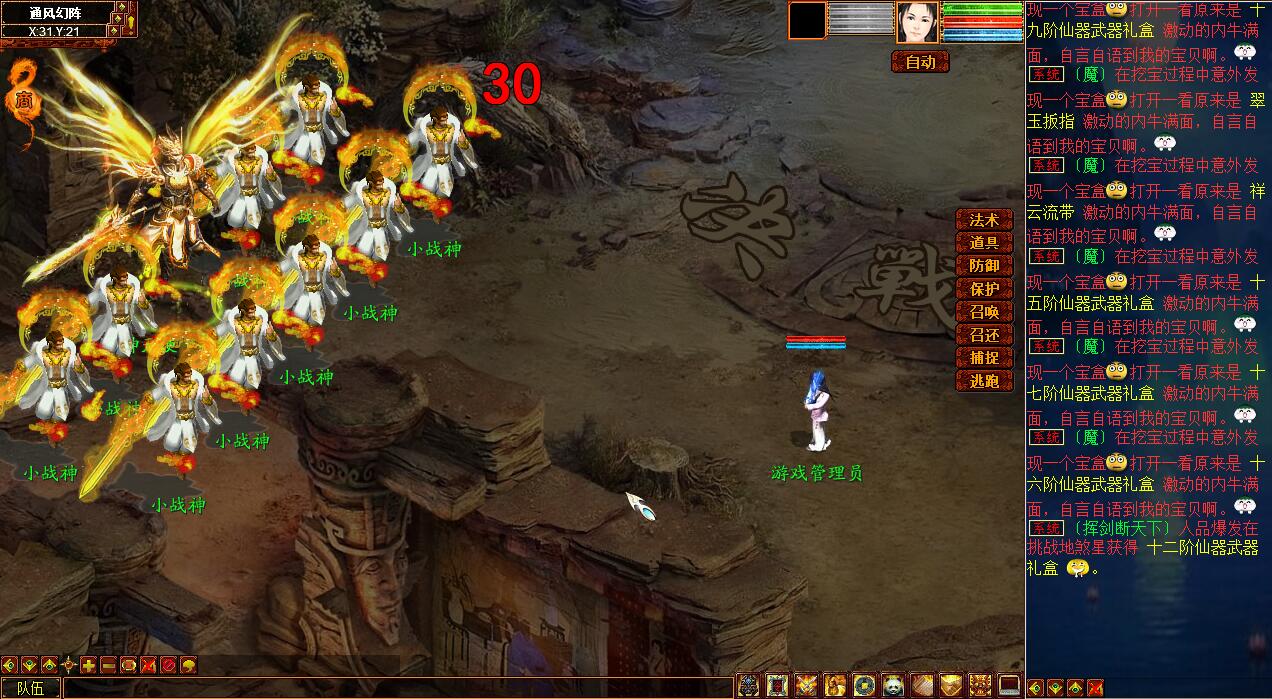 通风幻阵
X:31,Y:21
商
30
自动
法术
道具
防御
保护
召唤
召还
捕捉
逃跑
战
小战神
小战神
小战神
小战神
小战神
小战神
游戏管理员
队伍
现一个宝盒打开一看原来是 十
九阶仙器武器礼盒 激动的内牛满
面，自言自语到我的宝贝啊。
系统〔魔〕在挖宝过程中意外发
现一个宝盒打开一看原来是 翠
玉扳指 激动的内牛满面，自言自
语到我的宝贝啊。
系统〔魔〕在挖宝过程中意外发
现一个宝盒打开一看原来是 祥
云流带 激动的内牛满面，自言自
语到我的宝贝啊。
系统〔魔〕在挖宝过程中意外发
现一个宝盒打开一看原来是 十
五阶仙器武器礼盒 激动的内牛满
面，自言自语到我的宝贝啊。
系统〔魔〕在挖宝过程中意外发
现一个宝盒打开一看原来是 十
七阶仙器武器礼盒 激动的内牛满
面，自言自语到我的宝贝啊。
系统〔魔〕在挖宝过程中意外发
现一个宝盒打开一看原来是 十
六阶仙器武器礼盒 激动的内牛满
面，自言自语到我的宝贝啊。
系统〔挥剑断天下〕人品爆发在
挑战地煞星获得 十二阶仙器武器
礼盒 。